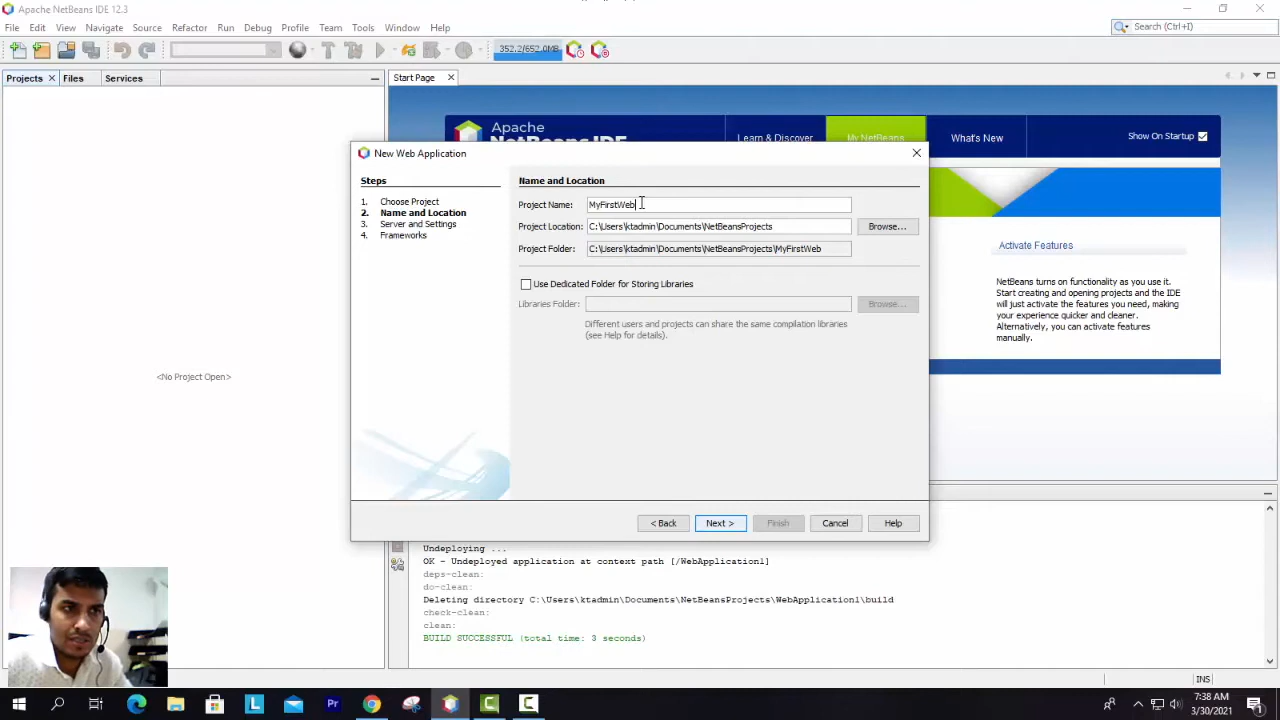 Apache NetBeans IDE 12.3
File Edit View Navigate Source Refactor Run Debug Profile Team Tools Window Help
Search (Ctrl+I)
352.2/652.0MB
Projects Files Services
Start Page
Apache
NetBeans IDE
Learn & Discover
My NetBeans
What's New
Show On Startup
New Web Application
Steps
1. Choose Project
2. Name and Location
3. Server and Settings
4. Frameworks
Name and Location
Project Name: MyFirstWeb
Project Location: C:\Users\ktadmin\Documents\NetBeansProjects Browse...
Project Folder: C:\Users\ktadmin\Documents\NetBeansProjects\MyFirstWeb
Use Dedicated Folder for Storing Libraries
Libraries Folder: Browse...
Different users and projects can share the same compilation libraries
(see Help for details).
< Back Next > Finish Cancel Help
Activate Features
NetBeans turns on functionality as you use it.
Start creating and opening projects and the IDE
will just activate the features you need, making
your experience quicker and cleaner.
Alternatively, you can activate features
manually.
<No Project Open>
Undeploying ...
OK - Undeployed application at context path [/WebApplication1]
deps-clean:
do-clean:
Deleting directory C:\Users\ktadmin\Documents\NetBeansProjects\WebApplication1\build
check-clean:
clean:
BUILD SUCCESSFUL (total time: 3 seconds)
INS
L
Pr
C
C
7:38 AM
3/30/2021
1